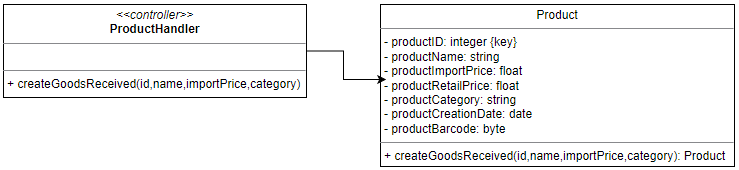 <<controller>>
ProductHandler
+ createGoodsReceived(id,name,importPrice,category)
Product
- productID: integer {key}
- productName: string
- productImportPrice: float
- productRetailPrice: float
- productCategory: string
- productCreationDate: date
- productBarcode: byte
+ createGoodsReceived(id,name,importPrice,category): Product